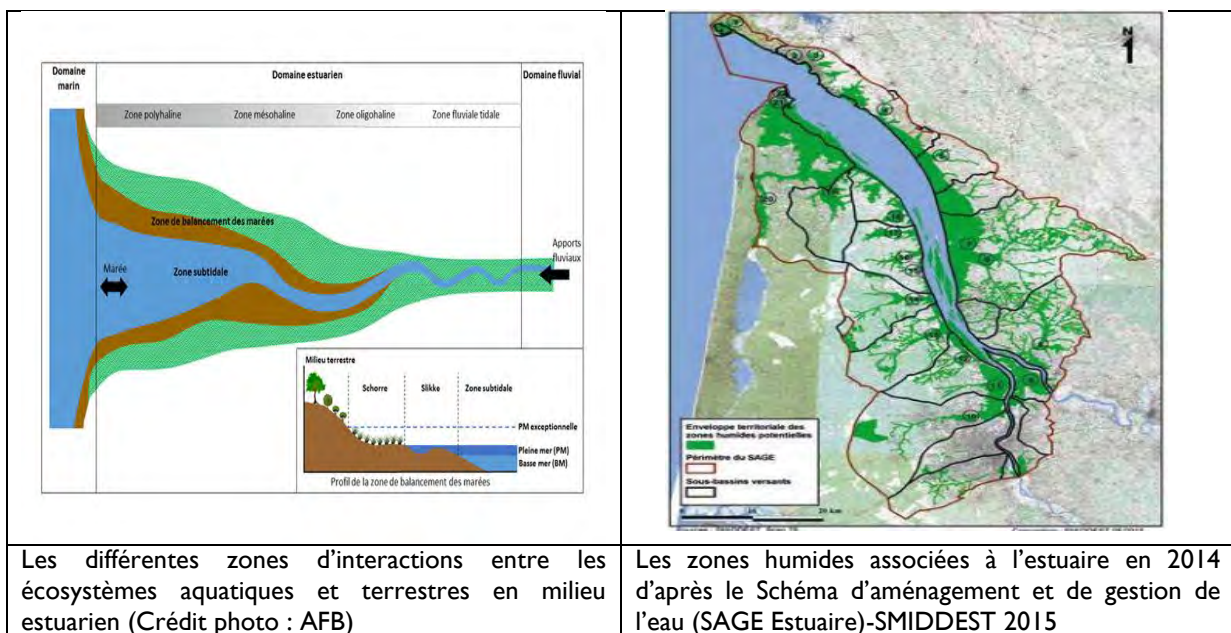 Domaine marin
Domaine estuarien
Domaine fluvial
Zone polyhaline
Zone mésohaline
Zone oligohaline
Zone fluviale tidale
Zone de balancement des marées
Zone subtidale
Marée
Apports fluviaux
Milieu terrestre
Schorre
Slikke
Zone subtidale
PM exceptionnelle
Pleine mer (PM)
Basse mer (BM)
Profil de la zone de balancement des marées
N
Enveloppe territoriale des
zones humides potentielles
Périmètre du SAGE
Sous-bassins versants
20 km
Les différentes zones d'interactions entre les
écosystèmes aquatiques et terrestres en milieu
estuarien (Crédit photo : AFB)
Les zones humides associées à l'estuaire en 2014
d'après le Schéma d'aménagement et de gestion de
l'eau (SAGE Estuaire)-SMIDDEST 2015